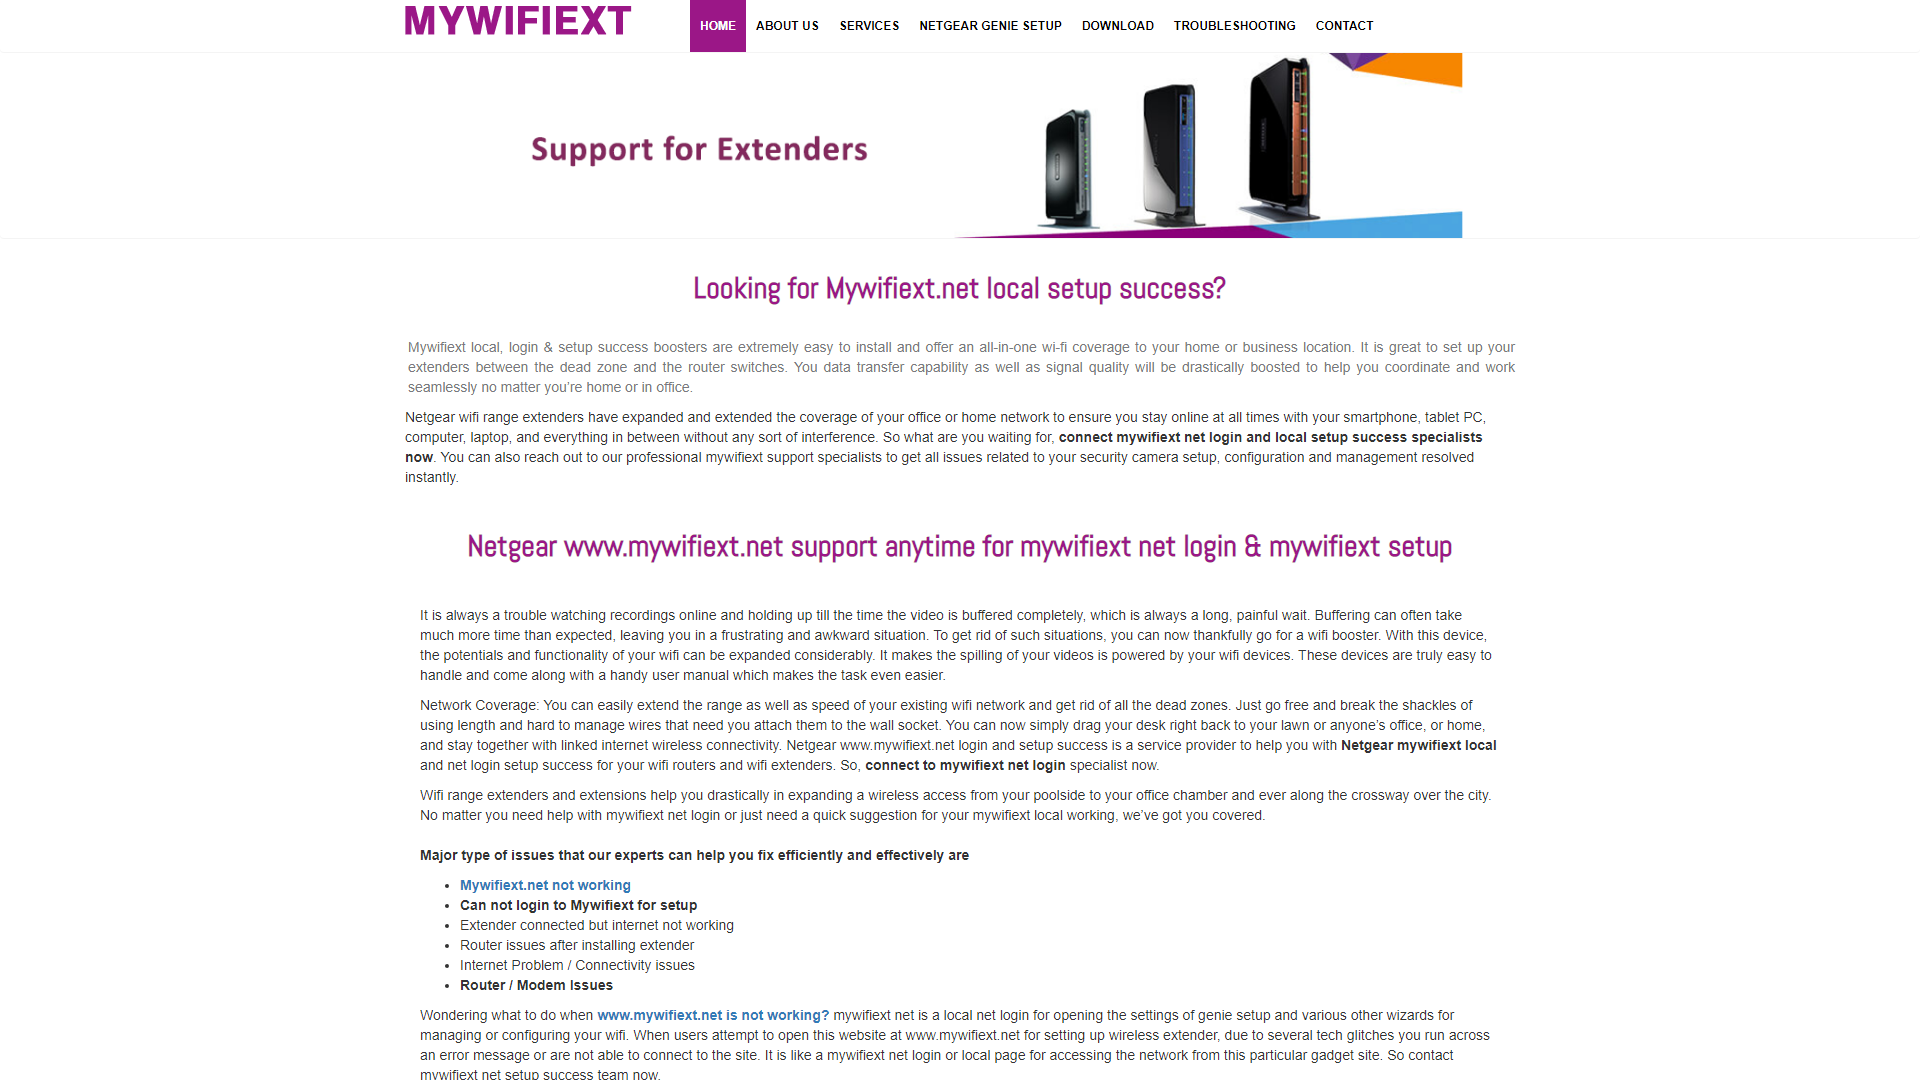 MYWIFIEXT
HOME ABOUT US SERVICES NETGEAR GENIE SETUP DOWNLOAD TROUBLESHOOTING CONTACT
Support for Extenders
Looking for Mywifiext.net local setup success?
Mywifiext local, login & setup success boosters are extremely easy to install and offer an all-in-one wi-fi coverage to your home or business location. It is great to set up your
extenders between the dead zone and the router switches. You data transfer capability as well as signal quality will be drastically boosted to help you coordinate and work
seamlessly no matter you’re home or in office.
Netgear wifi range extenders have expanded and extended the coverage of your office or home network to ensure you stay online at all times with your smartphone, tablet PC,
computer, laptop, and everything in between without any sort of interference. So what are you waiting for, connect mywifiext net login and local setup success specialists
now. You can also reach out to our professional mywifiext support specialists to get all issues related to your security camera setup, configuration and management resolved
instantly.
Netgear www.mywifiext.net support anytime for mywifiext net login & mywifiext setup
It is always a trouble watching recordings online and holding up till the time the video is buffered completely, which is always a long, painful wait. Buffering can often take
much more time than expected, leaving you in a frustrating and awkward situation. To get rid of such situations, you can now thankfully go for a wifi booster. With this device,
the potentials and functionality of your wifi can be expanded considerably. It makes the spilling of your videos is powered by your wifi devices. These devices are truly easy to
handle and come along with a handy user manual which makes the task even easier.
Network Coverage: You can easily extend the range as well as speed of your existing wifi network and get rid of all the dead zones. Just go free and break the shackles of
using length and hard to manage wires that need you attach them to the wall socket. You can now simply drag your desk right back to your lawn or anyone’s office, or home,
and stay together with linked internet wireless connectivity. Netgear www.mywifiext.net login and setup success is a service provider to help you with Netgear mywifiext local
and net login setup success for your wifi routers and wifi extenders. So, connect to mywifiext net login specialist now.
Wifi range extenders and extensions help you drastically in expanding a wireless access from your poolside to your office chamber and ever along the crossway over the city.
No matter you need help with mywifiext net login or just need a quick suggestion for your mywifiext local working, we’ve got you covered.
Major type of issues that our experts can help you fix efficiently and effectively are
• Mywifiext.net not working
• Can not login to Mywifiext for setup
• Extender connected but internet not working
• Router issues after installing extender
• Internet Problem / Connectivity issues
• Router / Modem Issues
Wondering what to do when www.mywifiext.net is not working? mywifiext net is a local net login for opening the settings of genie setup and various other wizards for
managing or configuring your wifi. When users attempt to open this website at www.mywifiext.net for setting up wireless extender, due to several tech glitches you run across
an error message or are not able to connect to the site. It is like a mywifiext net login or local page for accessing the network from this particular gadget site. So contact
mywifiext net setup success team now.